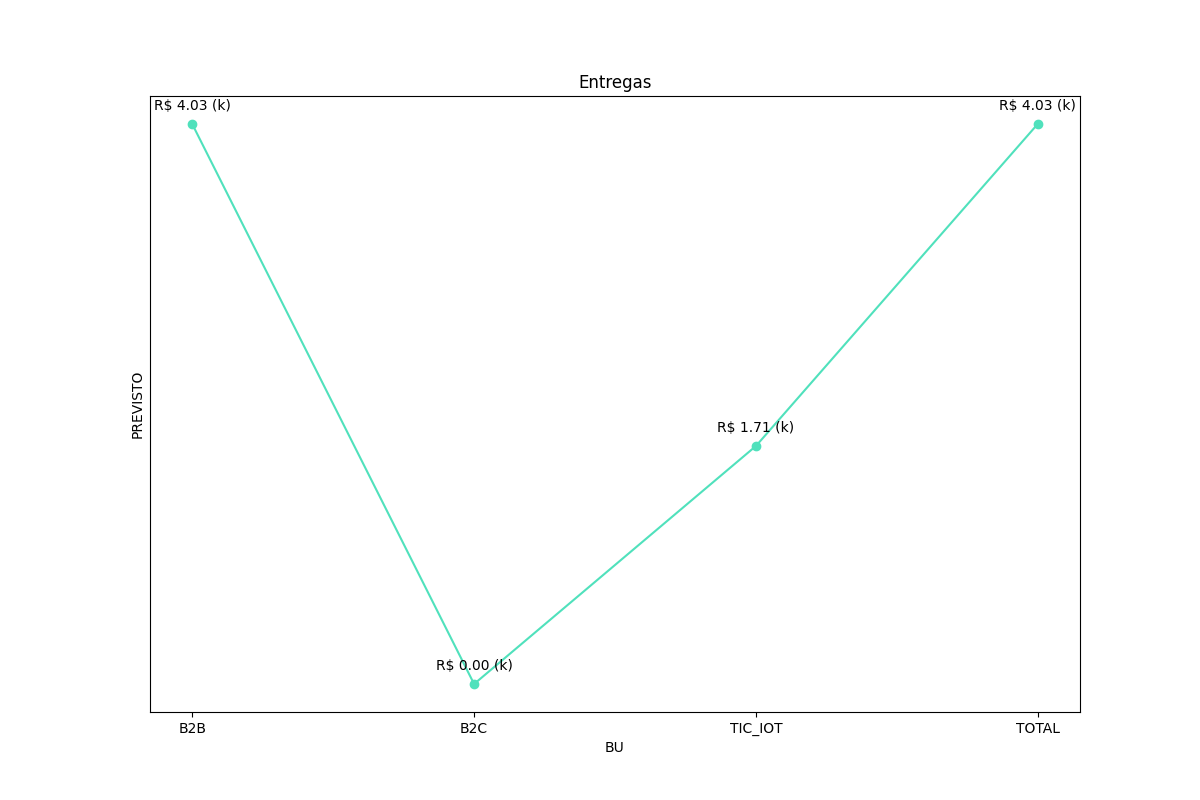 Entregas
R$ 4.03 (k)
R$ 4.03 (k)
R$ 1.71 (k)
R$ 0.00 (k)
PREVISTO
B2B
B2C
TIC_IOT
TOTAL
BU